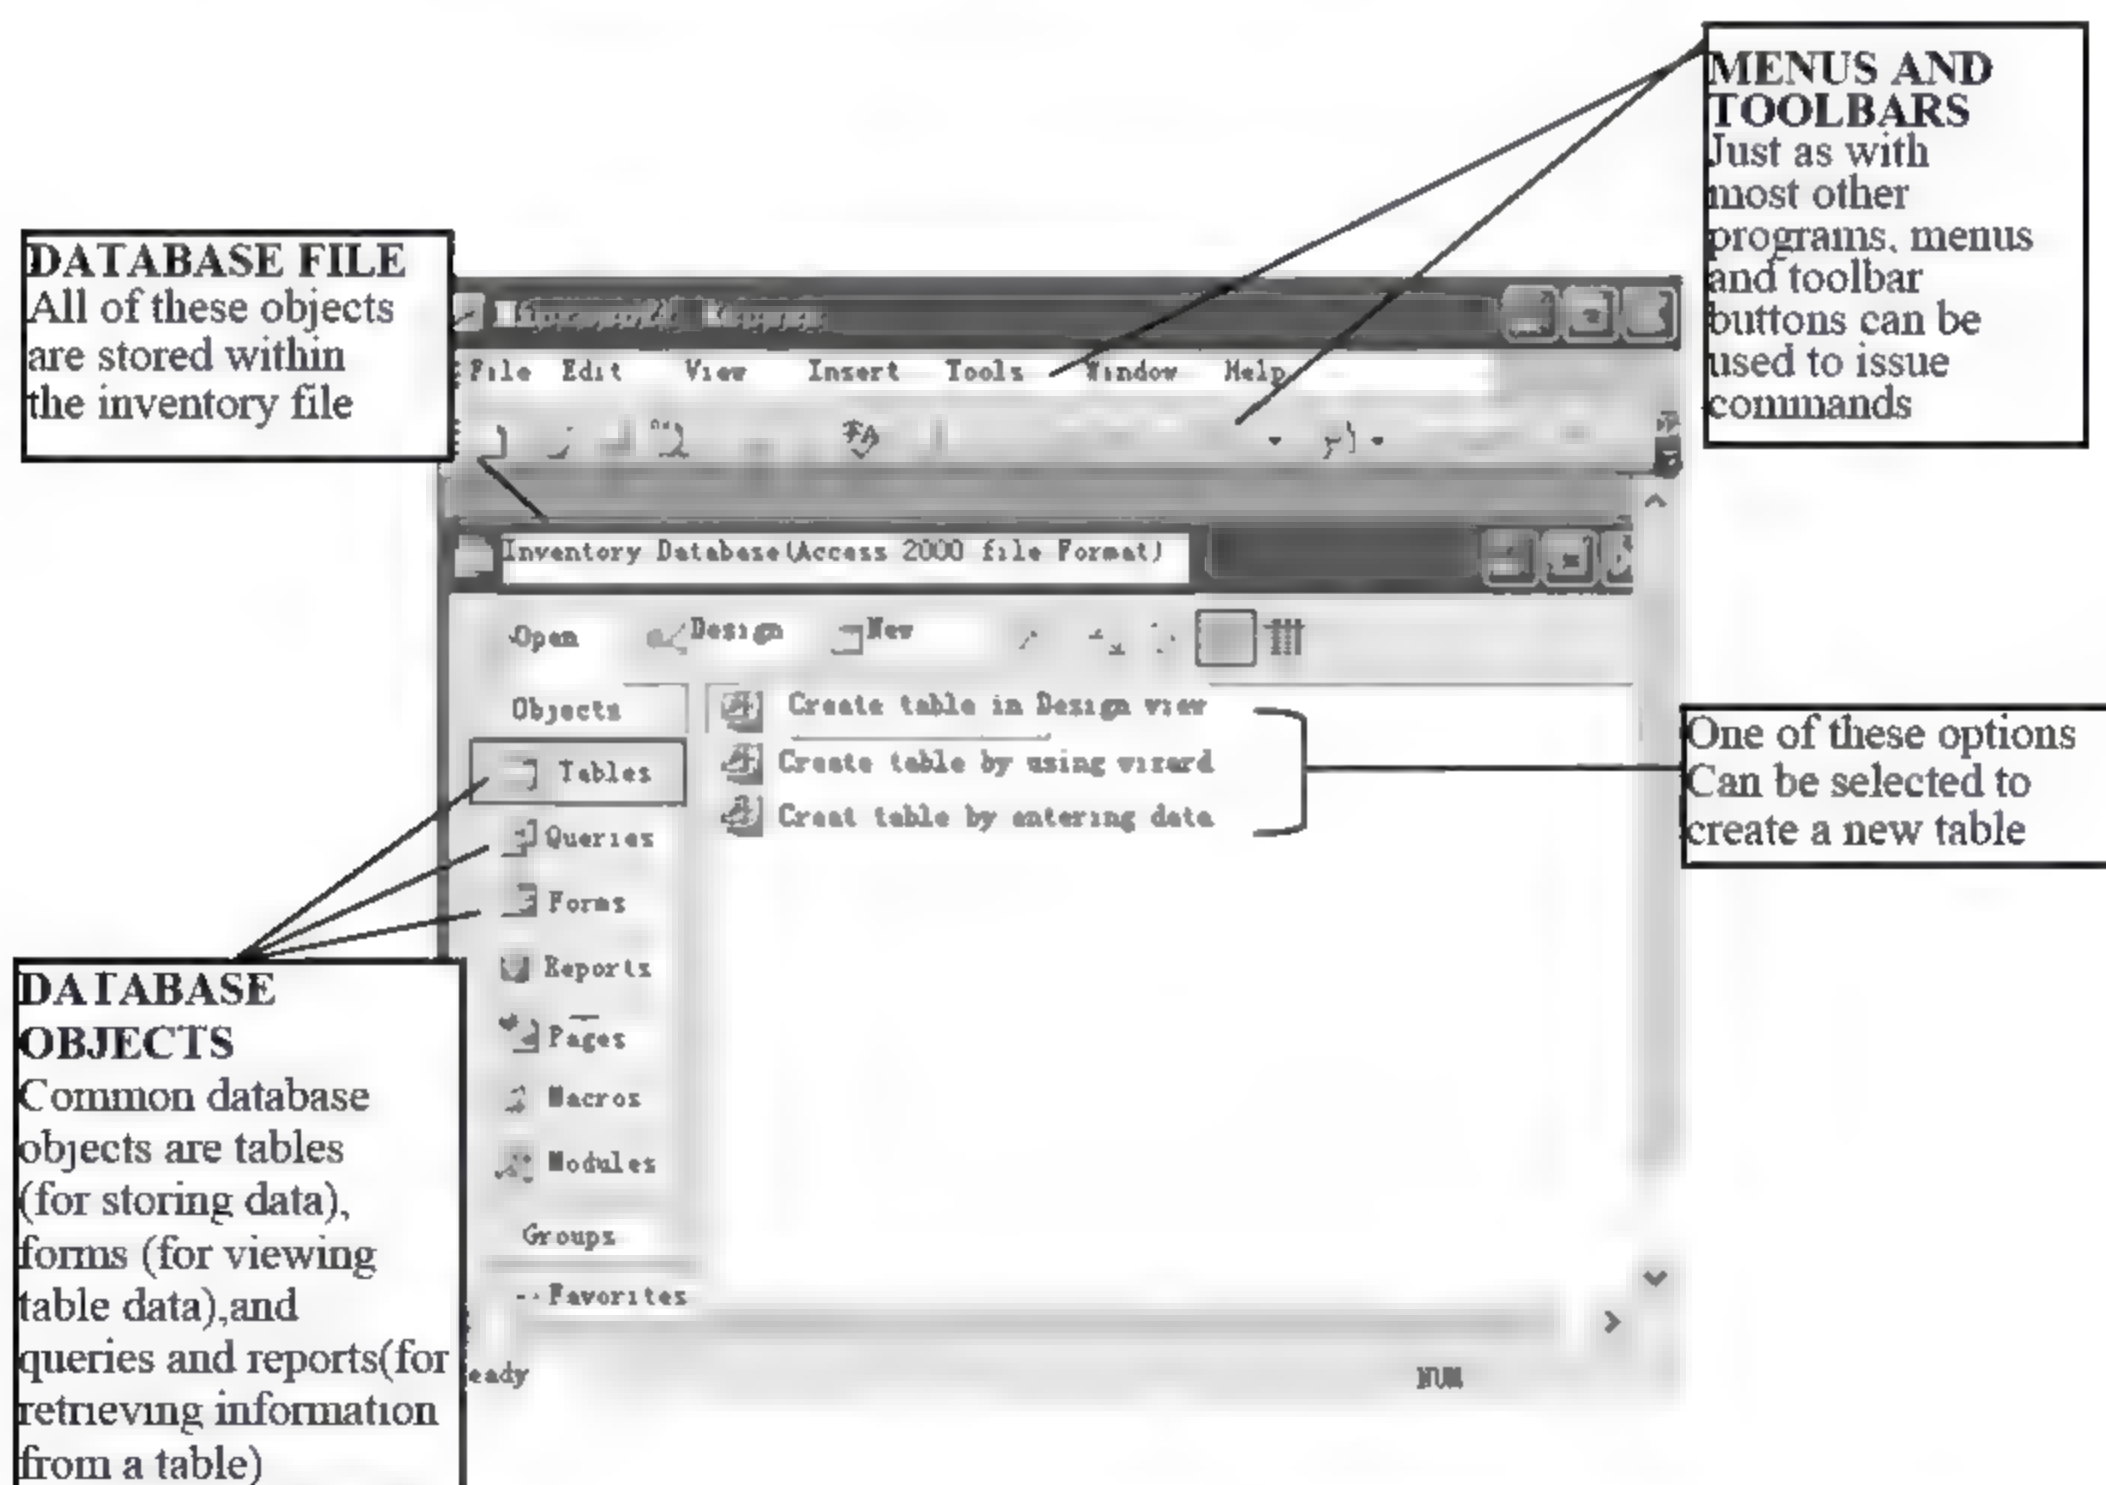 MENUS AND
TOOLBARS
Just as with
most other
programs, menus
and toolbar
buttons can be
used to issue
commands
DATABASE FILE
All of these objects
are stored within
the inventory file
File Edit View Insert Tools Window Help
Inventory Database(Access 2000 file Format)
Open Design New
Objects
Tables
Queries
Forms
Reports
Pages
Macros
Modules
Groups
Favorites
Create table in Design view
Create table by using wizard
Creat table by entering data
One of these options
Can be selected to
create a new table
DATABASE
OBJECTS
Common database
objects are tables
(for storing data),
forms (for viewing
table data),and
queries and reports(for
retrieving information
from a table)
eady
NUM